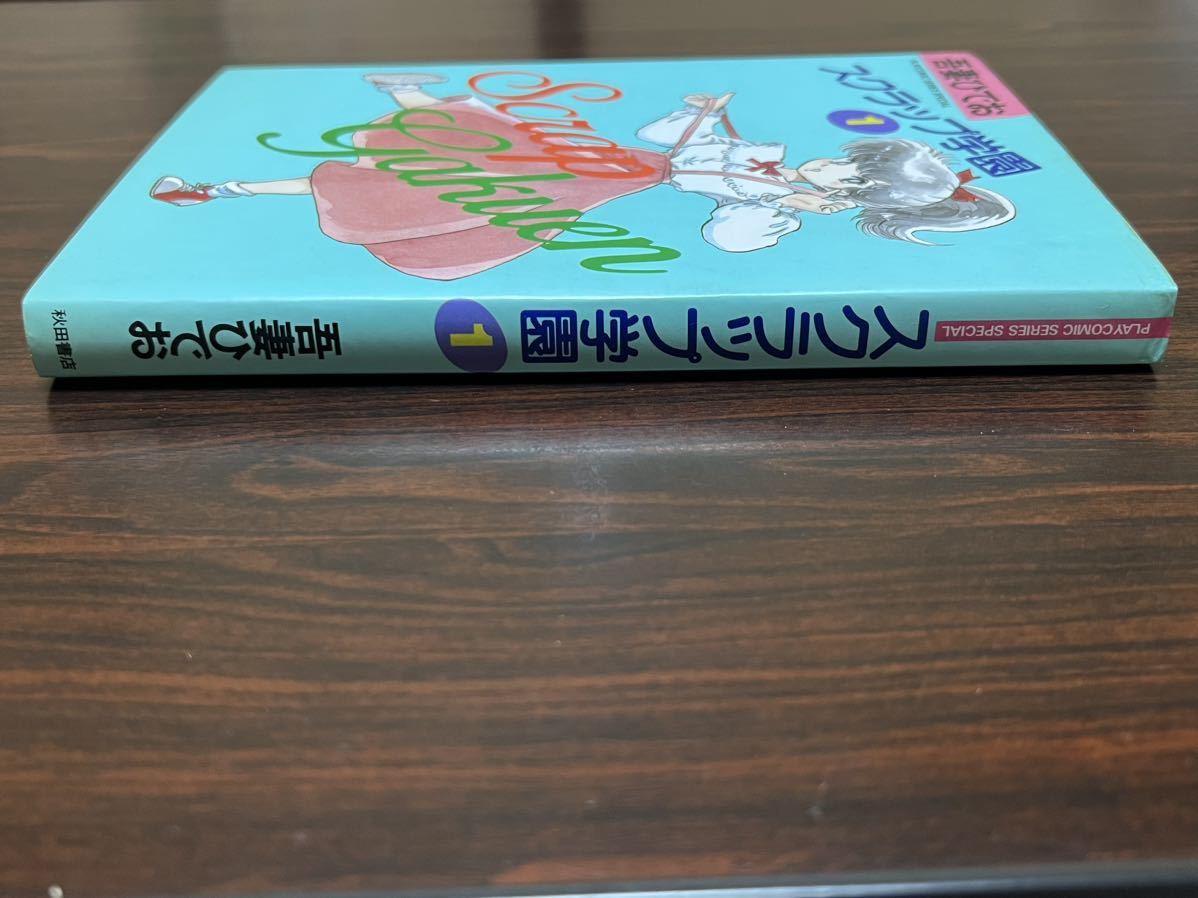 吾妻ひでお
スクラップ学園
1
Scrap
Gakuen
PLAYCOMIC SERIES SPECIAL
スクラップ学園
1
吾妻ひでお
秋田書店